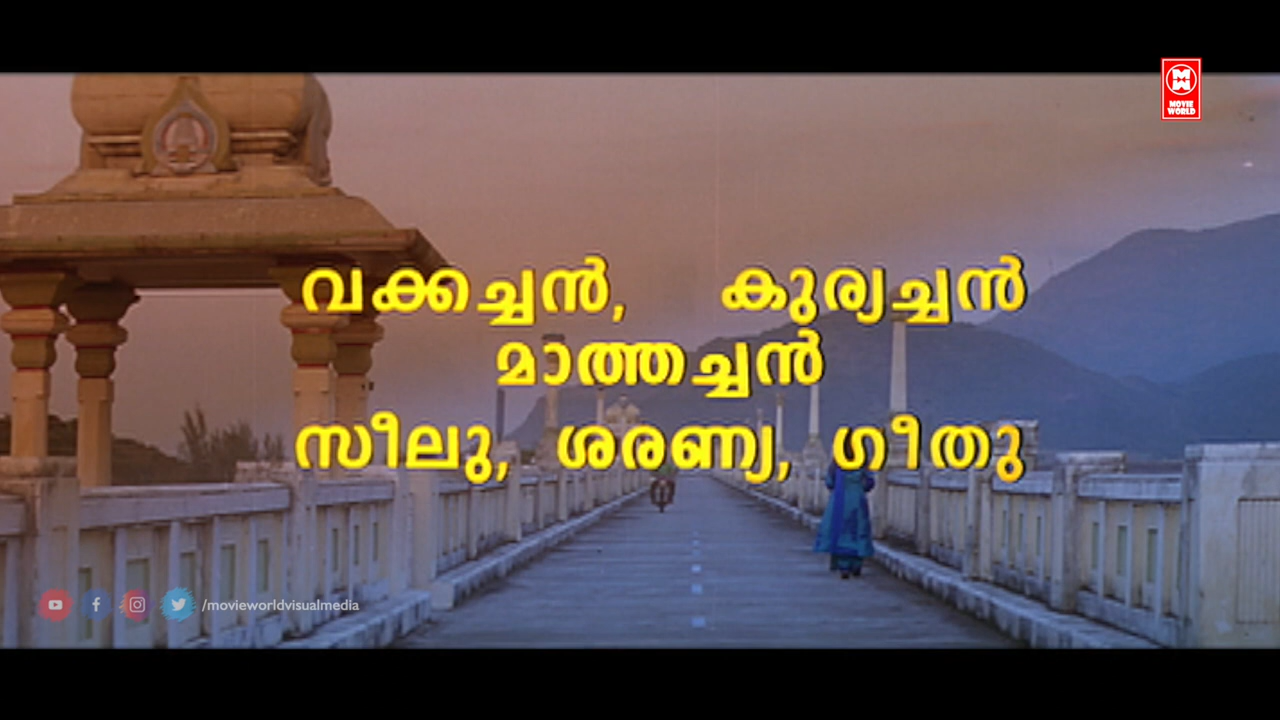 MOVIE
WORLD
വക്കച്ചൻ, കുര്യച്ചൻ
മാത്തച്ചൻ
സീലു, ശരണ്യ, ഗീതു
/movieworldvisualmedia